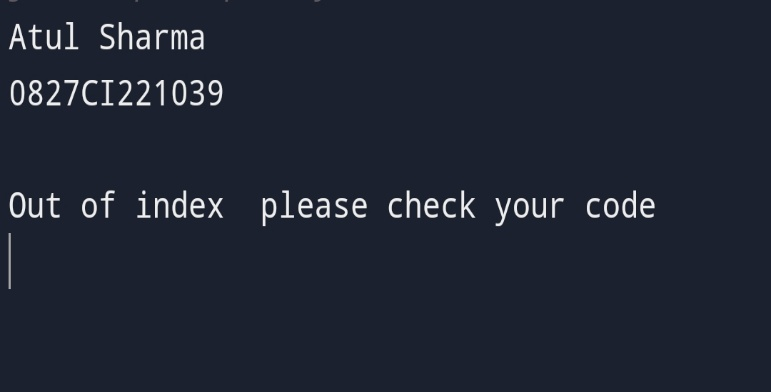 Atul Sharma
0827CI221039
Out of index  please check your code